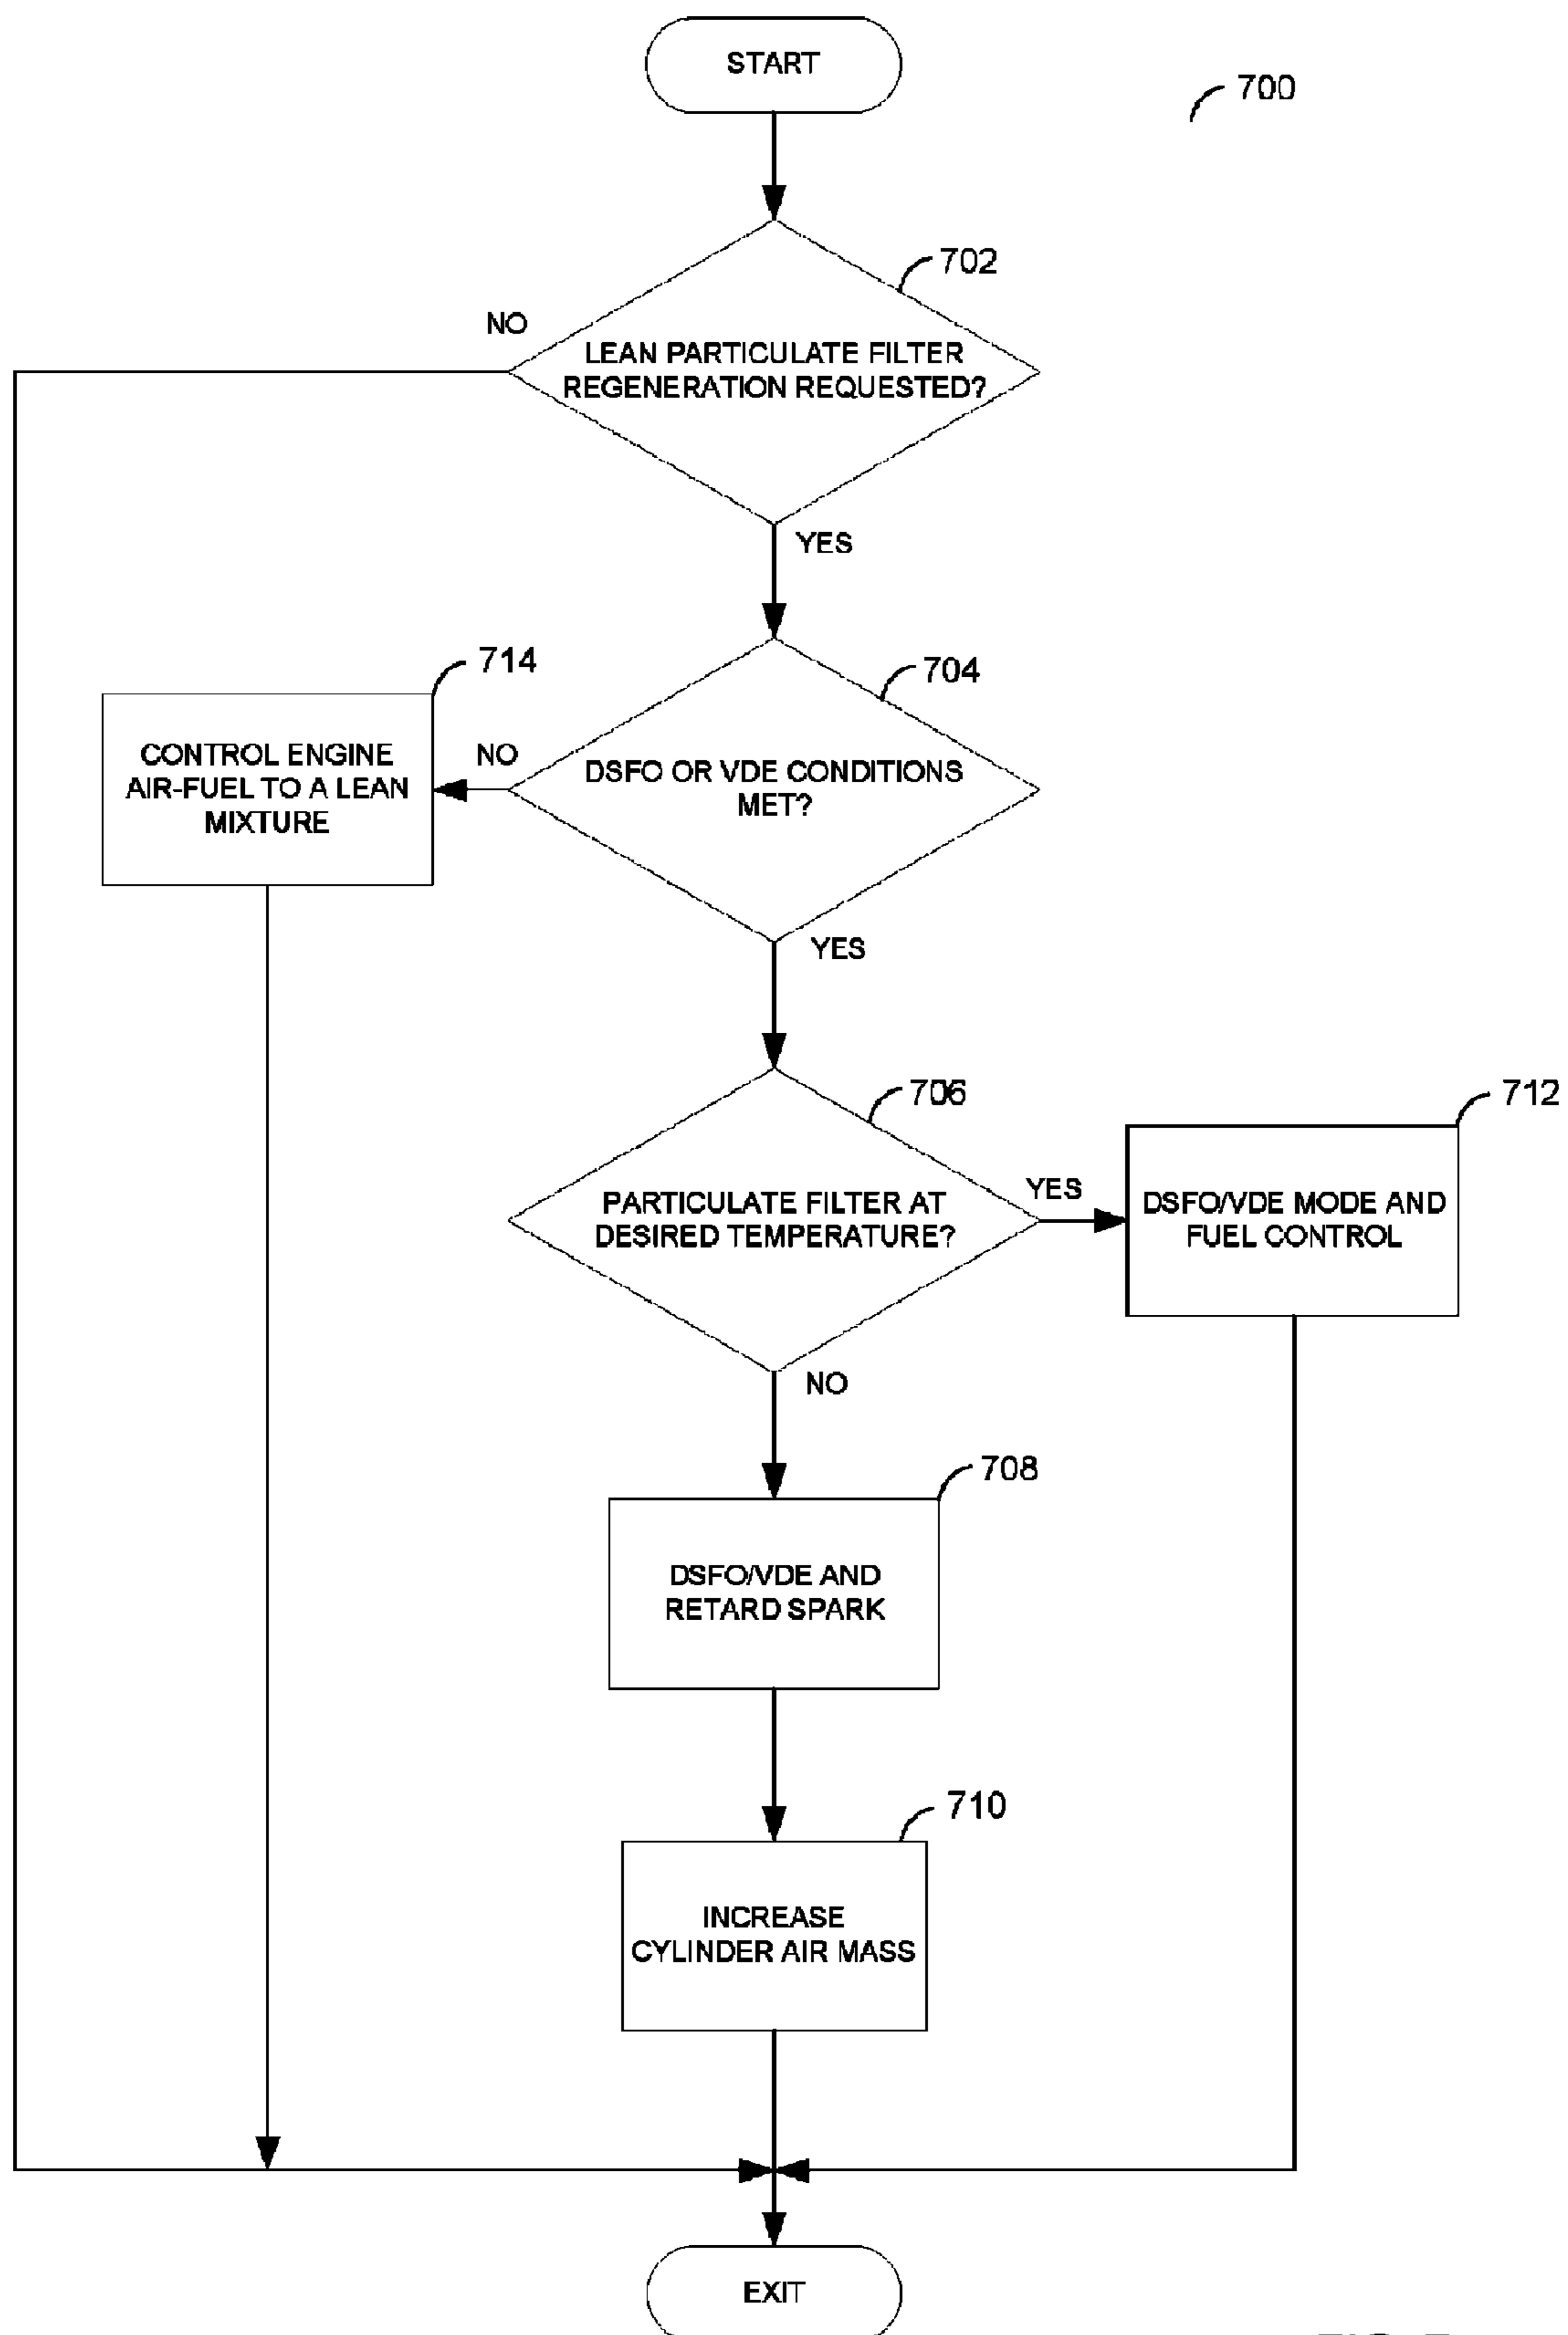 START
700
702
NO
LEAN PARTICULATE FILTER
REGENERATION REQUESTED?
YES
714
704
CONTROL ENGINE
AIR-FUEL TO A LEAN
MIXTURE
NO
DSFO OR VDE CONDITIONS
MET?
YES
706
712
PARTICULATE FILTER AT
DESIRED TEMPERATURE?
YES
DSFO/VDE MODE AND
FUEL CONTROL
NO
708
DSFO/VDE AND
RETARD SPARK
710
INCREASE
CYLINDER AIR MASS
EXIT